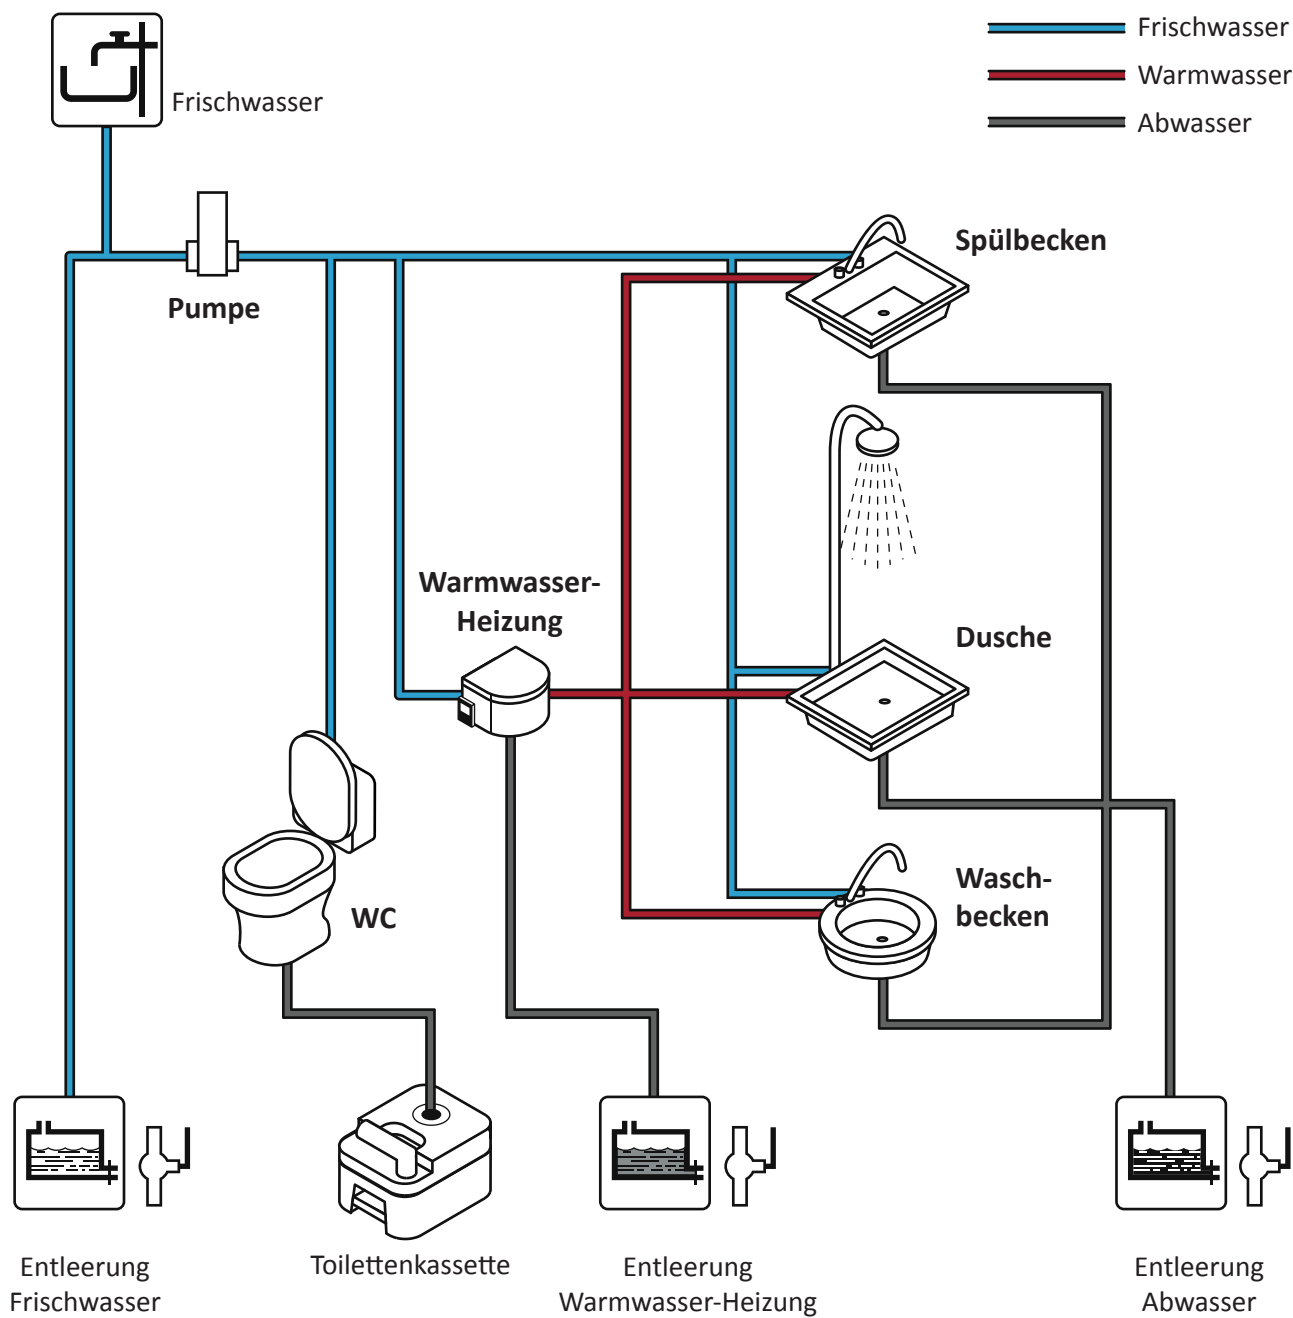 Frischwasser
Warmwasser
Abwasser
Frischwasser
Pumpe
Spülbecken
Warmwasser-
Heizung
Dusche
WC
Wasch-
becken
Entleerung
Frischwasser
Toilettenkassette
Entleerung
Warmwasser-Heizung
Entleerung
Abwasser